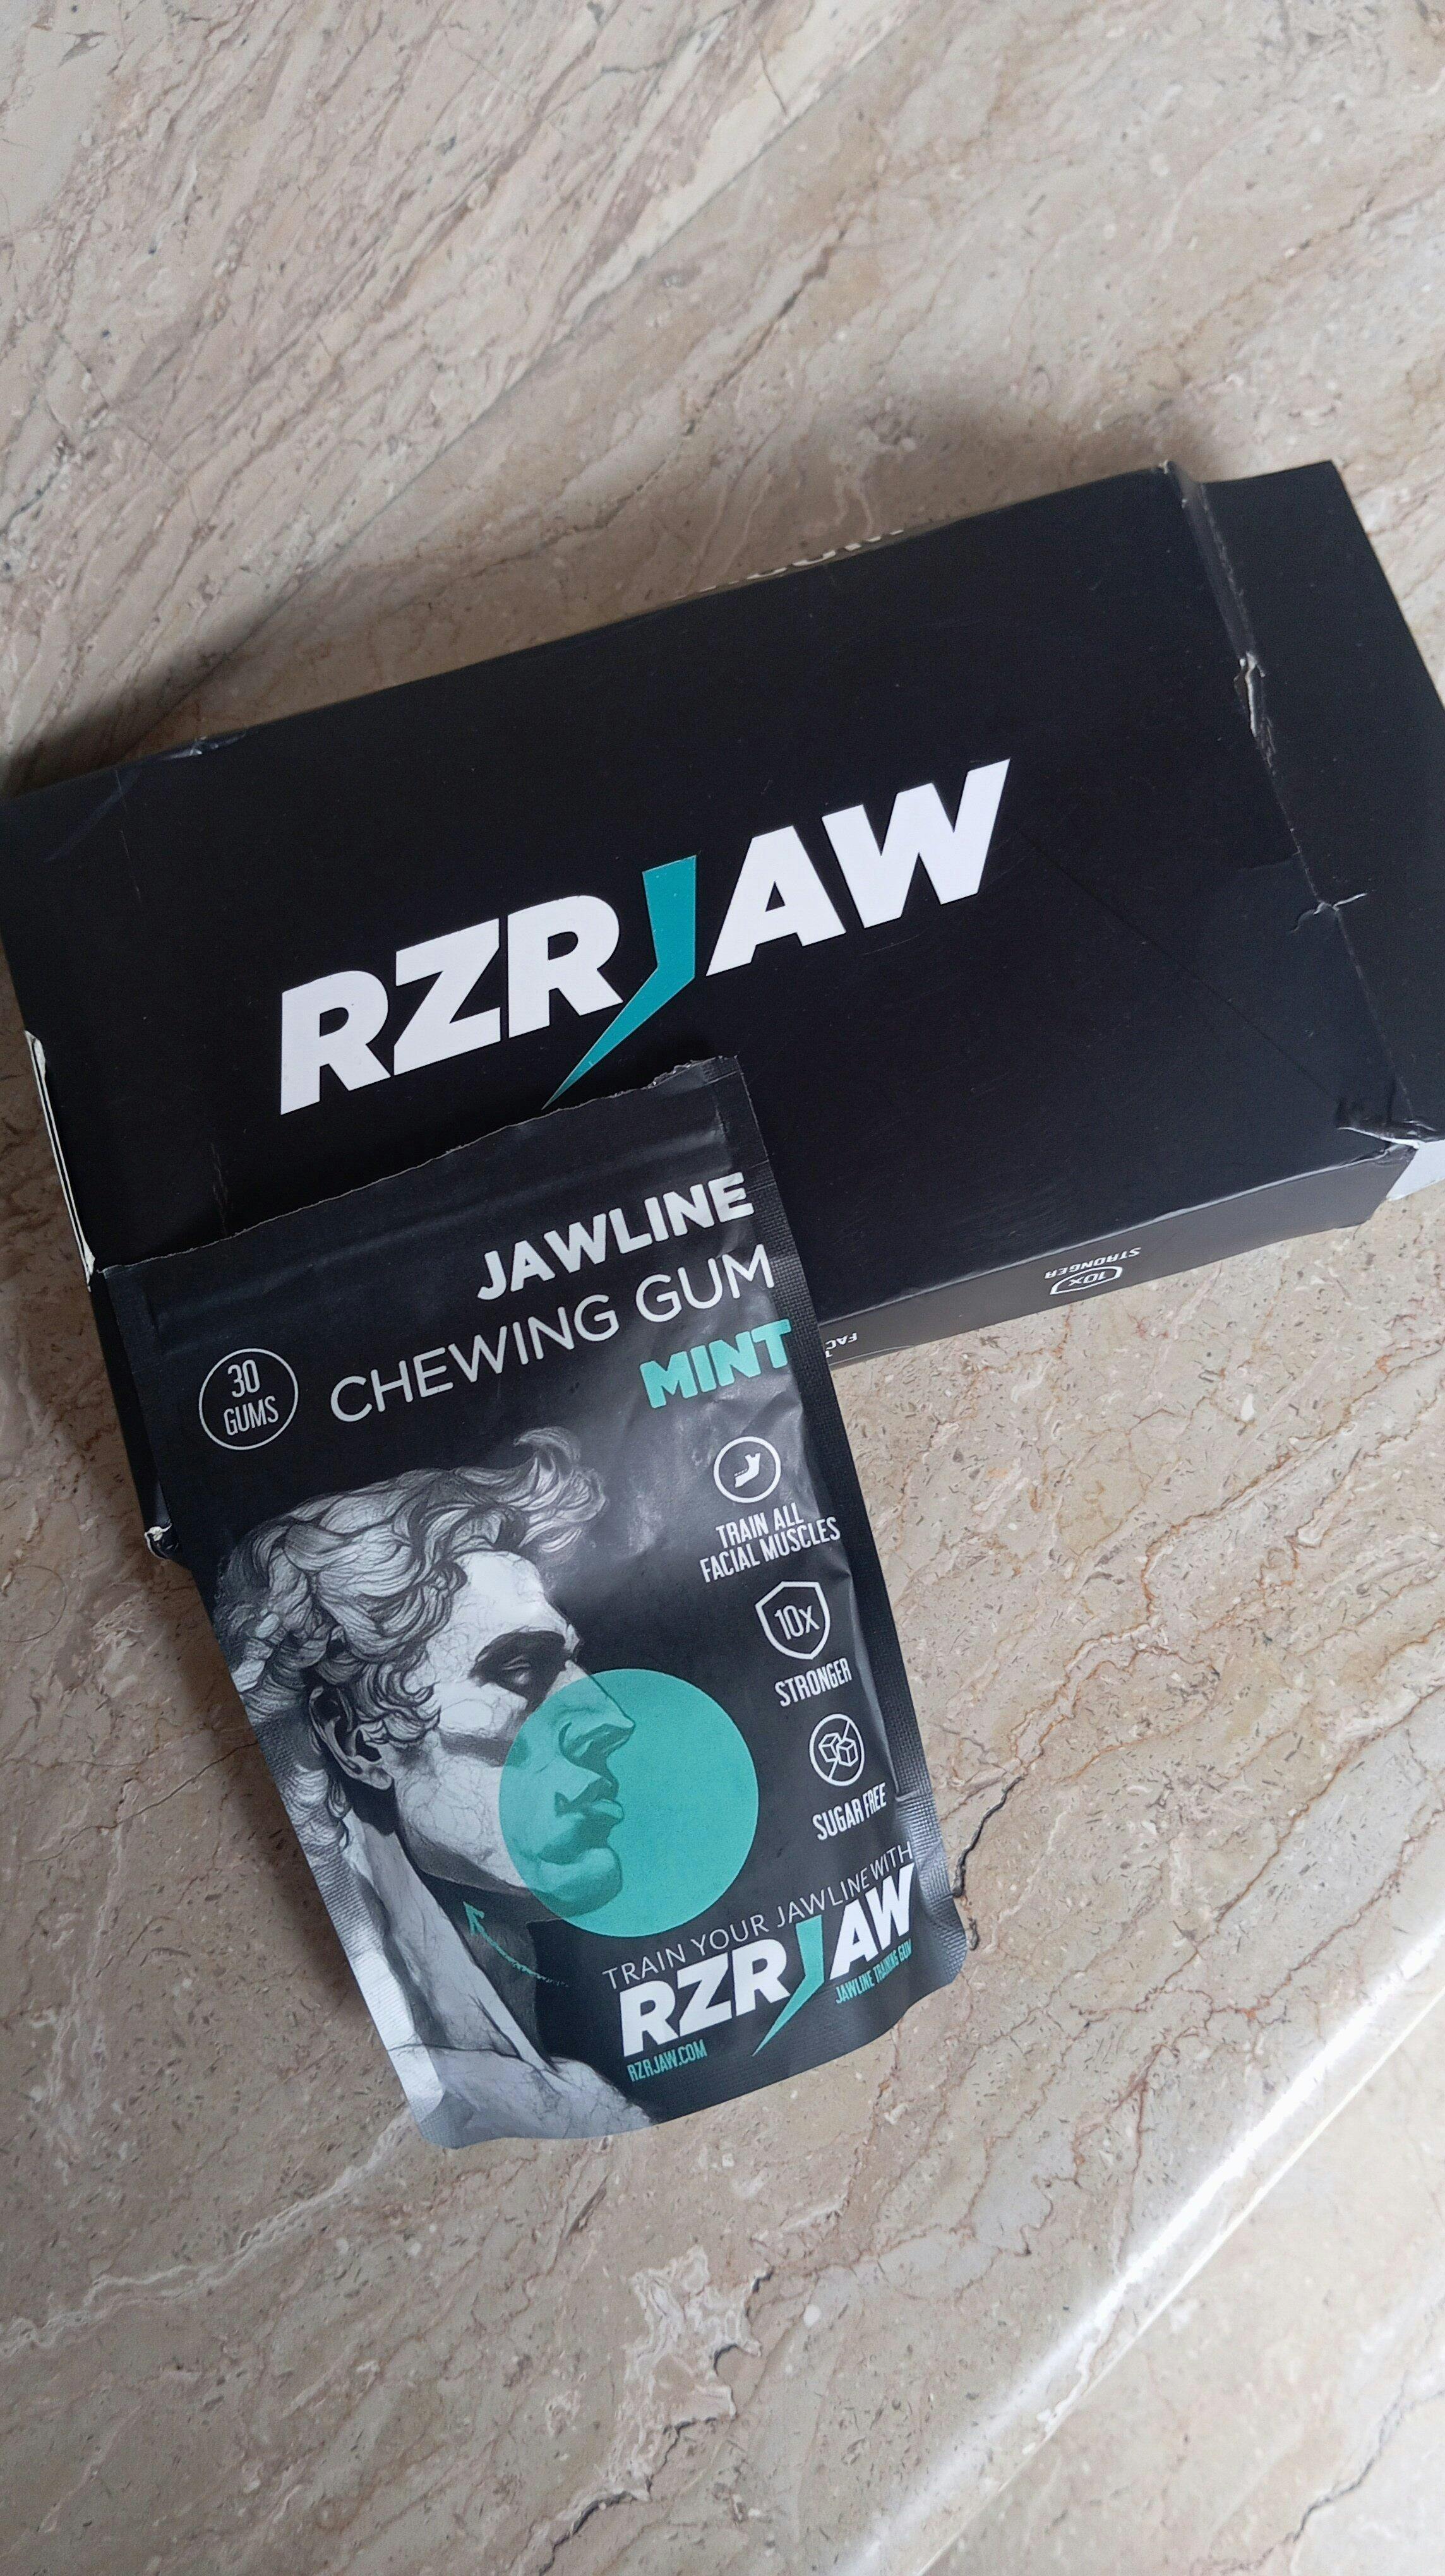 RZRJAW
10x
STRONGER
JAWLINE
CHEWING GUM
MINT
30
GUMS
TRAIN ALL
FACIAL MUSCLES
10x
STRONGER
SUGAR FREE
TRAIN YOUR JAWLINE WITH
RZRJAW
JAWLINE TRAINING GUM
RZRJAW.COM